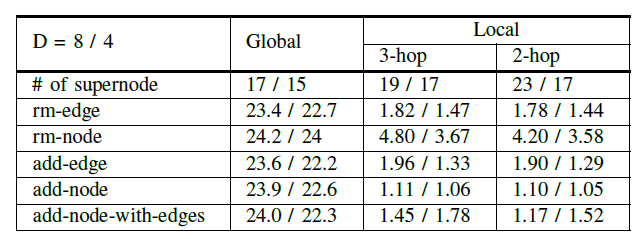 D = 8 / 4 Global Local
3-hop 2-hop
# of supernode 17 / 15 19 / 17 23 / 17
rm-edge 23.4 / 22.7 1.82 / 1.47 1.78 / 1.44
rm-node 24.2 / 24 4.80 / 3.67 4.20 / 3.58
add-edge 23.6 / 22.2 1.96 / 1.33 1.90 / 1.29
add-node 23.9 / 22.6 1.11 / 1.06 1.10 / 1.05
add-node-with-edges 24.0 / 22.3 1.45 / 1.78 1.17 / 1.52